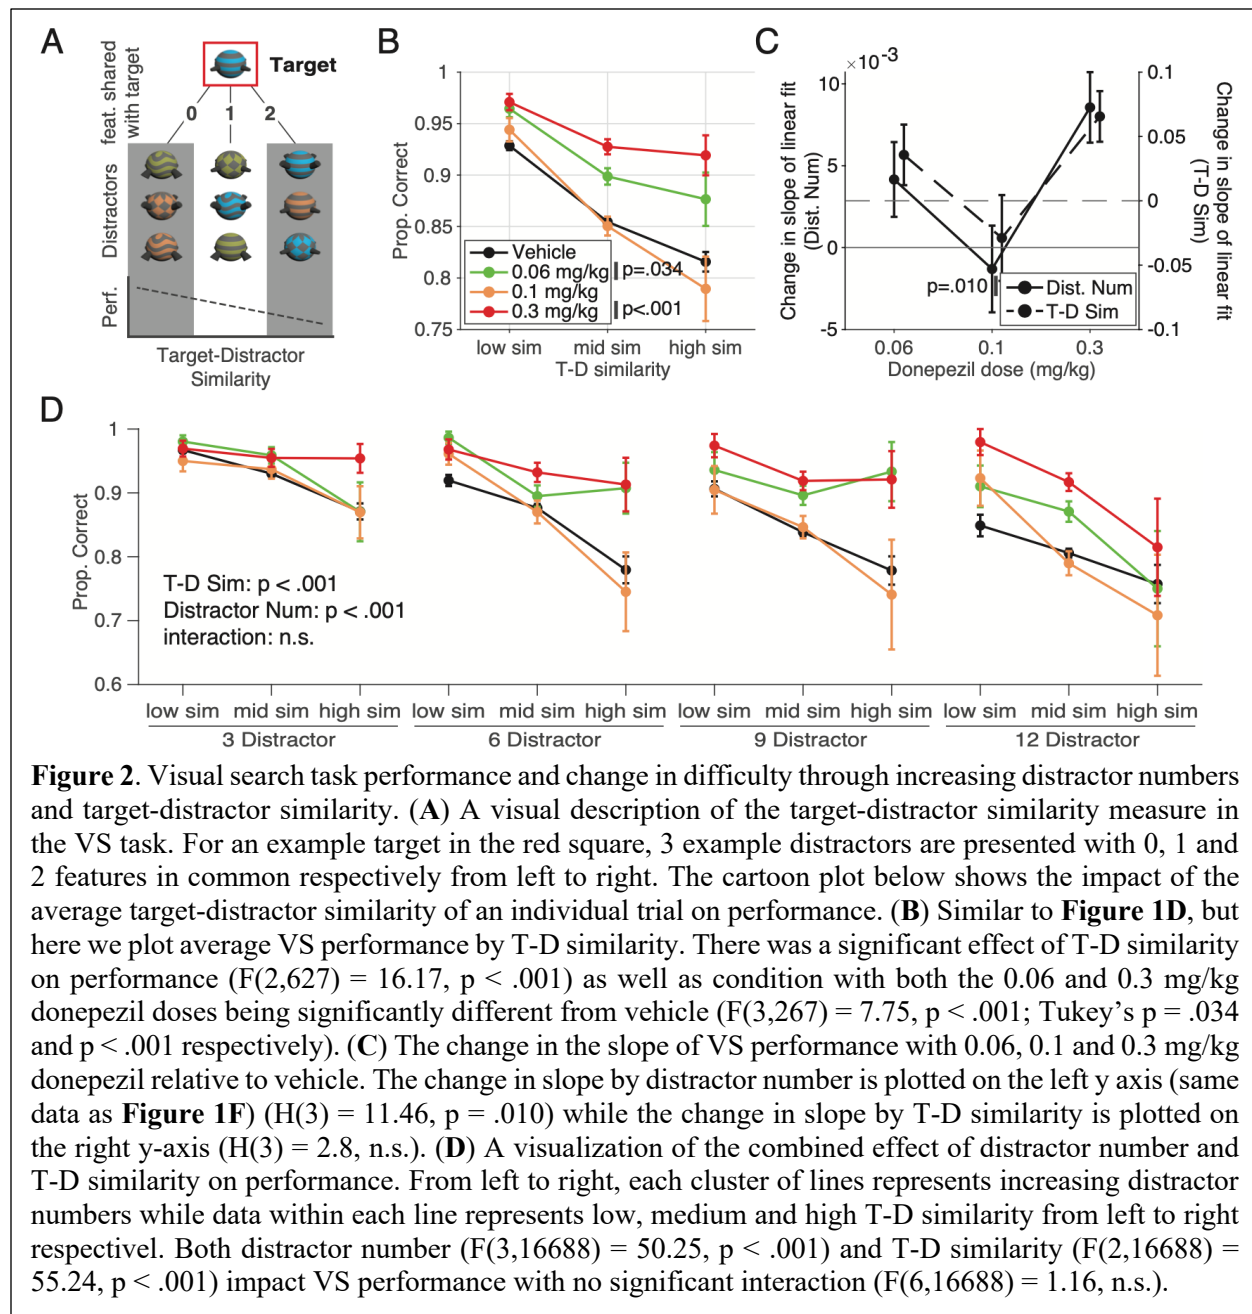 A
feat. shared
with target
Target
0 1 2
Distractors
Perf.
Target-Distractor
Similarity
B
Prop. Correct
1
0.95
0.9
0.85
0.8
0.75
Vehicle
0.06 mg/kg
p=.034
0.1 mg/kg
0.3 mg/kg
p<.001
low sim mid sim high sim
T-D similarity
C
×10⁻³
Change in slope of linear fit
(Dist. Num)
10
5
0
-5
p=.010
Dist. Num
T-D Sim
0.06 0.1 0.3
Donepezil dose (mg/kg)
0.1
0.05
0
-0.05
-0.1
Change in slope of linear fit
(T-D Sim)
D
Prop. Correct
1
0.9
0.8
0.7
0.6
T-D Sim: p < .001
Distractor Num: p < .001
interaction: n.s.
low sim mid sim high sim low sim mid sim high sim low sim mid sim high sim low sim mid sim high sim
3 Distractor 6 Distractor 9 Distractor 12 Distractor
Figure 2. Visual search task performance and change in difficulty through increasing distractor numbers
and target-distractor similarity. (A) A visual description of the target-distractor similarity measure in
the VS task. For an example target in the red square, 3 example distractors are presented with 0, 1 and
2 features in common respectively from left to right. The cartoon plot below shows the impact of the
average target-distractor similarity of an individual trial on performance. (B) Similar to Figure 1D, but
here we plot average VS performance by T-D similarity. There was a significant effect of T-D similarity
on performance (F(2,627) = 16.17, p < .001) as well as condition with both the 0.06 and 0.3 mg/kg
donepezil doses being significantly different from vehicle (F(3,267) = 7.75, p < .001; Tukey's p = .034
and p < .001 respectively). (C) The change in the slope of VS performance with 0.06, 0.1 and 0.3 mg/kg
donepezil relative to vehicle. The change in slope by distractor number is plotted on the left y axis (same
data as Figure 1F) (H(3) = 11.46, p = .010) while the change in slope by T-D similarity is plotted on
the right y-axis (H(3) = 2.8, n.s.). (D) A visualization of the combined effect of distractor number and
T-D similarity on performance. From left to right, each cluster of lines represents increasing distractor
numbers while data within each line represents low, medium and high T-D similarity from left to right
respectivel. Both distractor number (F(3,16688) = 50.25, p < .001) and T-D similarity (F(2,16688) =
55.24, p < .001) impact VS performance with no significant interaction (F(6,16688) = 1.16, n.s.).